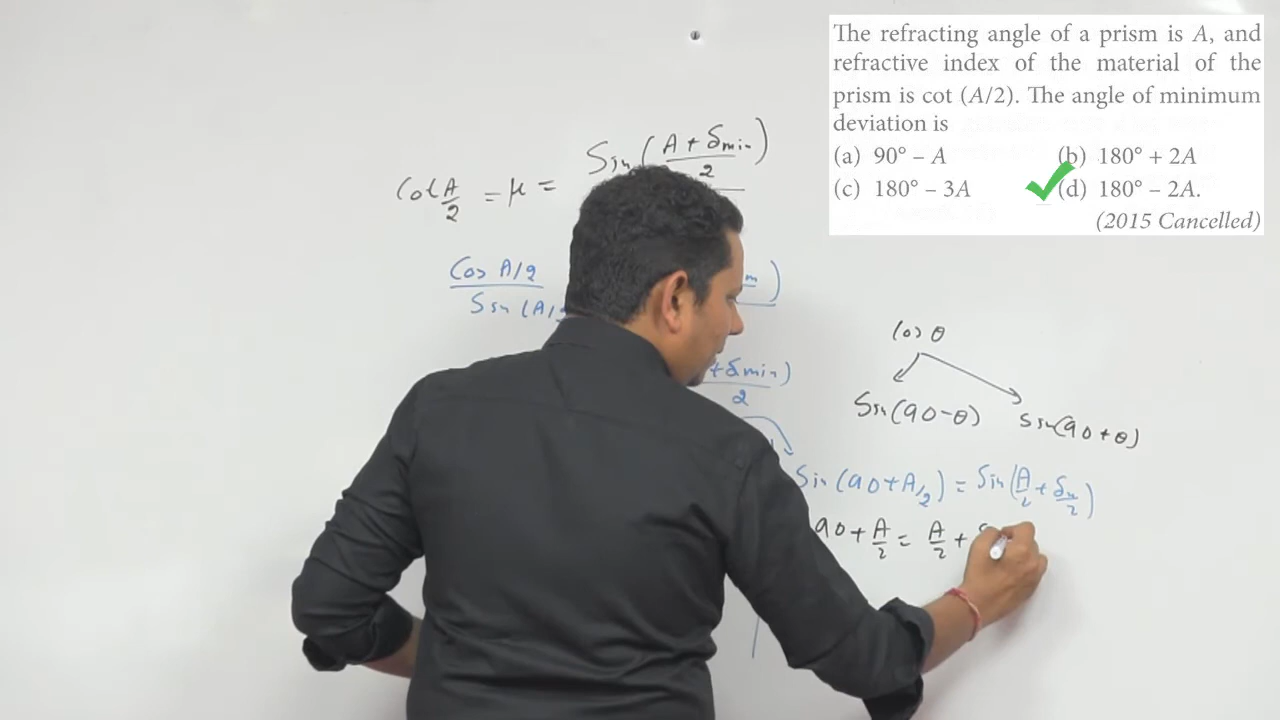 The refracting angle of a prism is A, and
refractive index of the material of the
prism is cot (A/2). The angle of minimum
deviation is
(a) 90° – A (b) 180° + 2A
(c) 180° – 3A (d) 180° – 2A.
(2015 Cancelled)
Cot A/2 = μ = Sin(A + δmin)
2
Cos A/2
Sin (A/2
m)
+ δmin)
2
Cos θ
Sin(90-θ) Sin(90+θ)
Sin(90+A/2) = Sin(A/2 + δm/2)
90 + A/2 = A/2 +